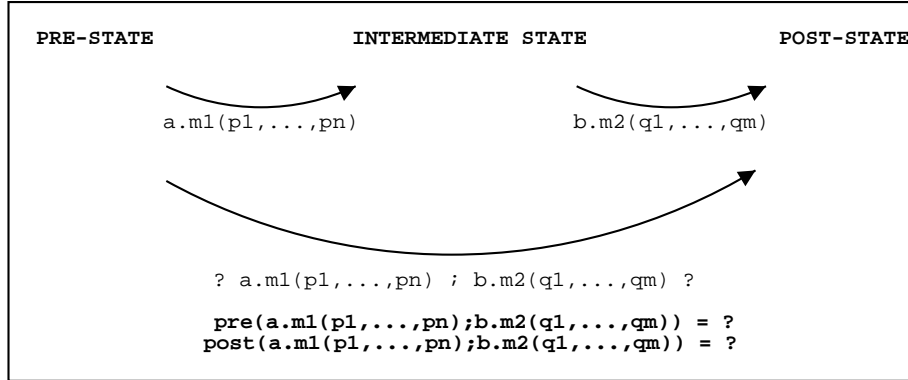 PRE-STATE INTERMEDIATE STATE POST-STATE
a.m1(p1,...,pn) b.m2(q1,...,qm)
? a.m1(p1,...,pn) ; b.m2(q1,...,qm) ?
pre(a.m1(p1,...,pn);b.m2(q1,...,qm)) = ?
post(a.m1(p1,...,pn);b.m2(q1,...,qm)) = ?